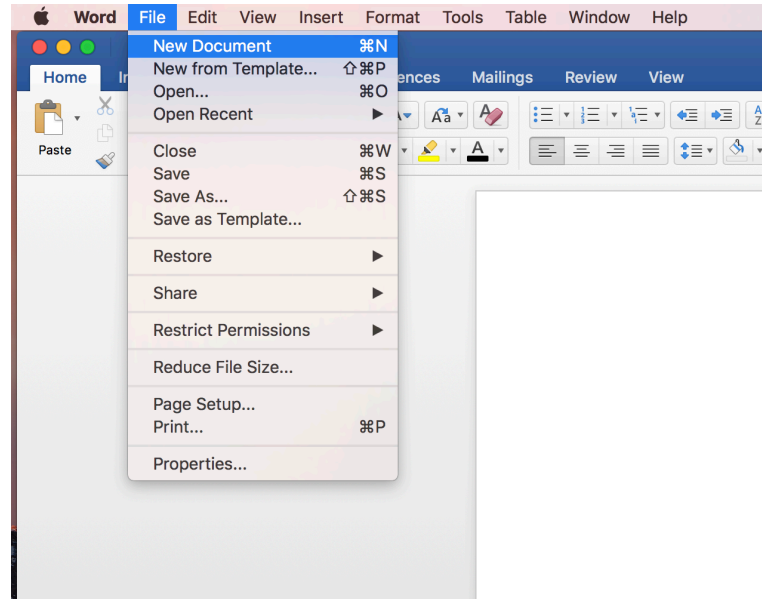 Word File Edit View Insert Format Tools Table Window Help
New Document ⌘N
New from Template... ⇧⌘P
Open... ⌘O
Open Recent ▶
Close ⌘W
Save ⌘S
Save As... ⇧⌘S
Save as Template...
Restore ▶
Share ▶
Restrict Permissions ▶
Reduce File Size...
Page Setup...
Print... ⌘P
Properties...
Home Mailings Review View
Paste